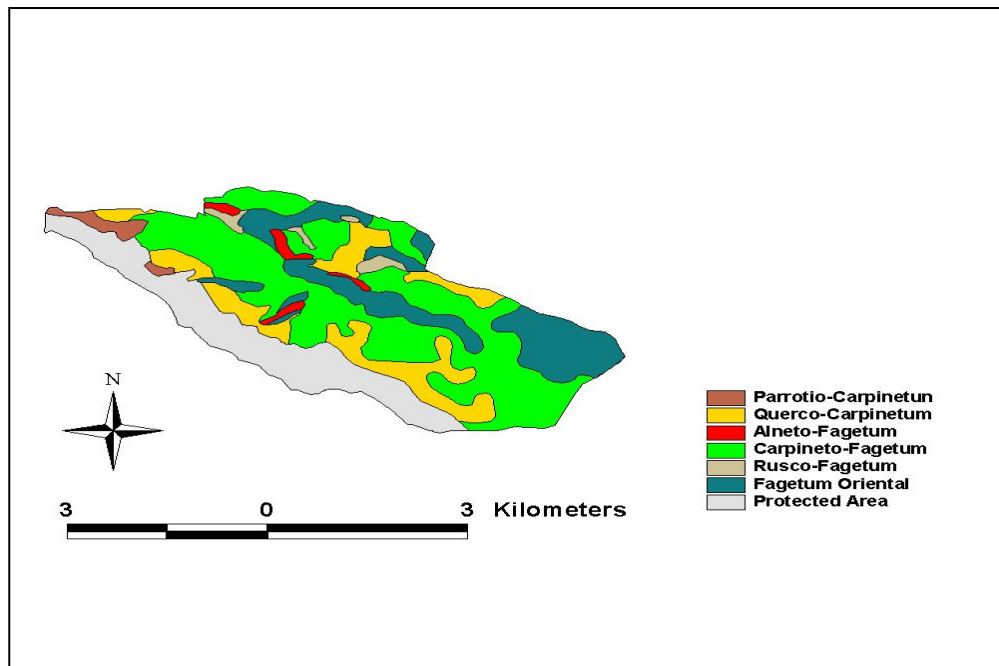 N
Parrotio-Carpinetun
Querco-Carpinetum
Alneto-Fagetum
Carpineto-Fagetum
Rusco-Fagetum
Fagetum Oriental
Protected Area
3 0 3 Kilometers